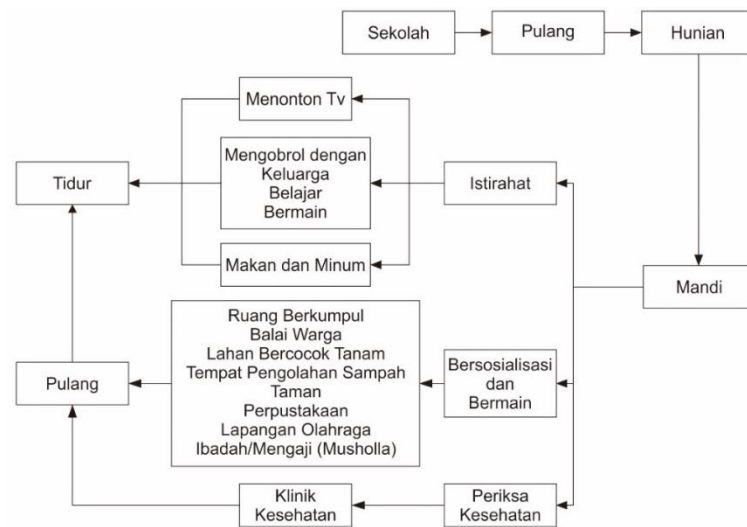 Sekolah
Pulang
Hunian
Menonton Tv
Mengobrol dengan
Keluarga
Belajar
Bermain
Tidur
Istirahat
Makan dan Minum
Mandi
Ruang Berkumpul
Balai Warga
Lahan Bercocok Tanam
Tempat Pengolahan Sampah
Taman
Perpustakaan
Lapangan Olahraga
Ibadah/Mengaji (Musholla)
Pulang
Bersosialisasi
dan
Bermain
Klinik
Kesehatan
Periksa
Kesehatan